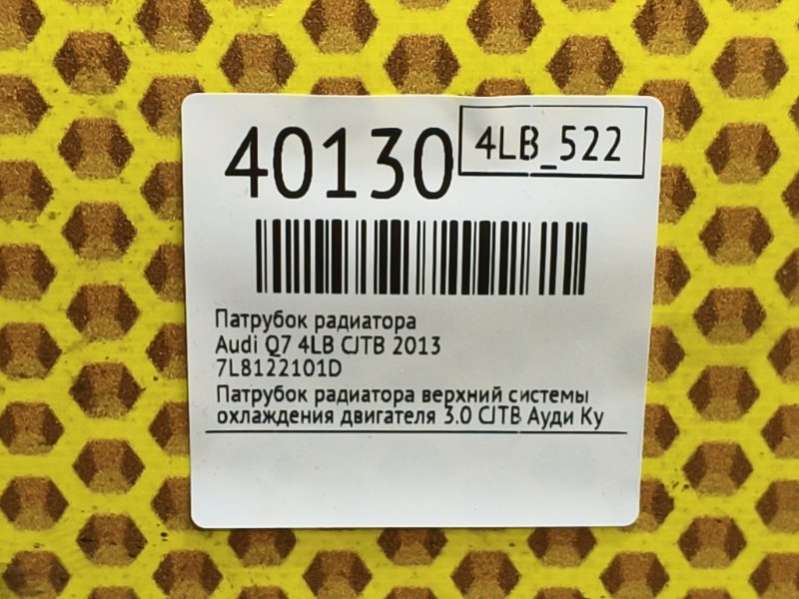 40130
4LB_522
Патрубок радиатора
Audi Q7 4LB CJTB 2013
7L8122101D
Патрубок радиатора верхний системы
охлаждения двигателя 3.0 CJTB Ауди Ку